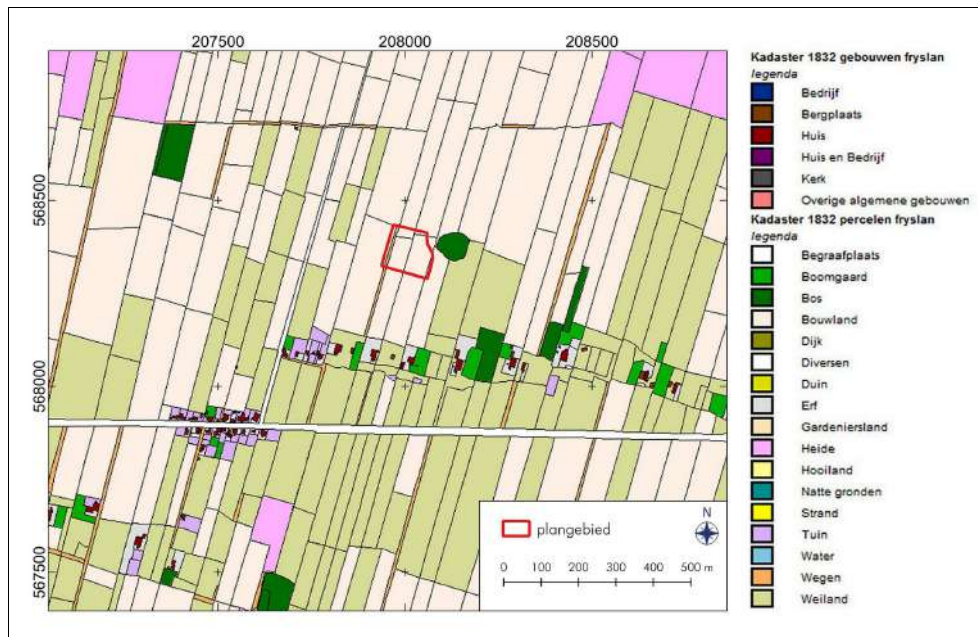 207500
208000
208500
568500
568000
567500
Kadaster 1832 gebouwen fryslan
legenda
Bedrijf
Bergplaats
Huis
Huis en Bedrijf
Kerk
Overige algemene gebouwen
Kadaster 1832 percelen fryslan
legenda
Begraafplaats
Boomgaard
Bos
Bouwland
Dijk
Diversen
Duin
Erf
Gardeniersland
Heide
Hooiland
Natte gronden
Strand
Tuin
Water
Wegen
Weiland
plangebied
N
0 100 200 300 400 500 m